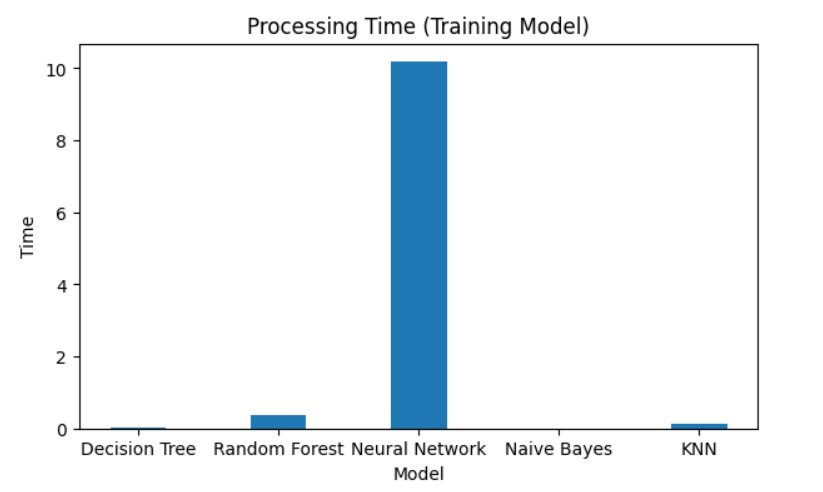 Processing Time (Training Model)
10
8
6
4
2
0
Time
Decision Tree Random Forest Neural Network Naive Bayes KNN
Model